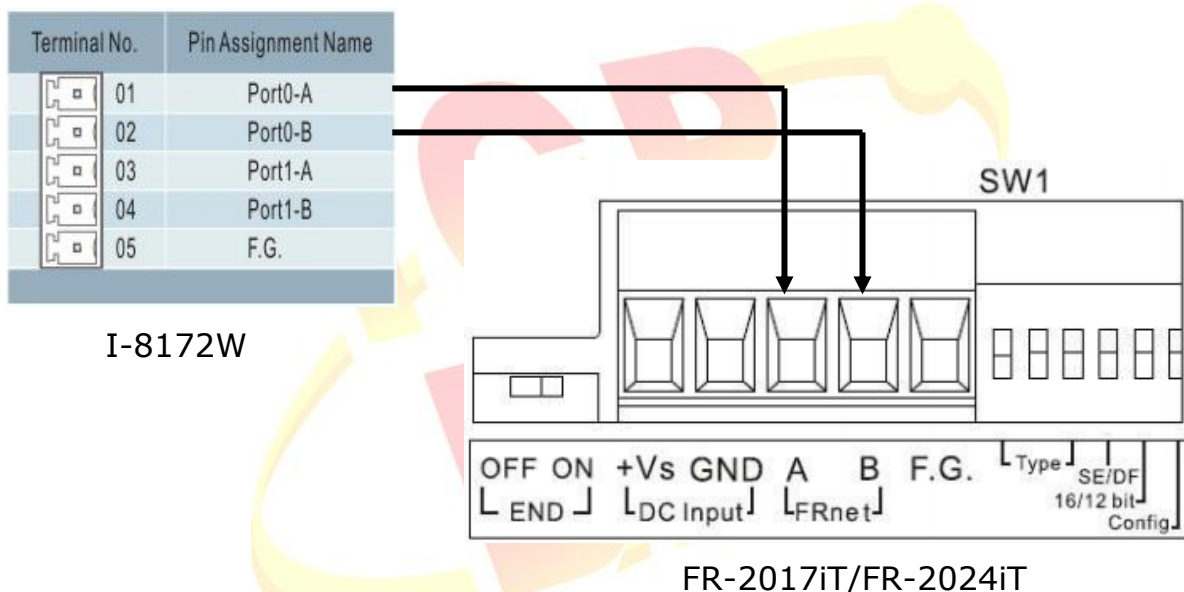 Terminal No. Pin Assignment Name
01 Port0-A
02 Port0-B
03 Port1-A
04 Port1-B
05 F.G.
I-8172W
SW1
OFF ON +Vs GND A B F.G. Type SE/DF
END DC Input FRnet 16/12 bit
Config
FR-2017iT/FR-2024iT